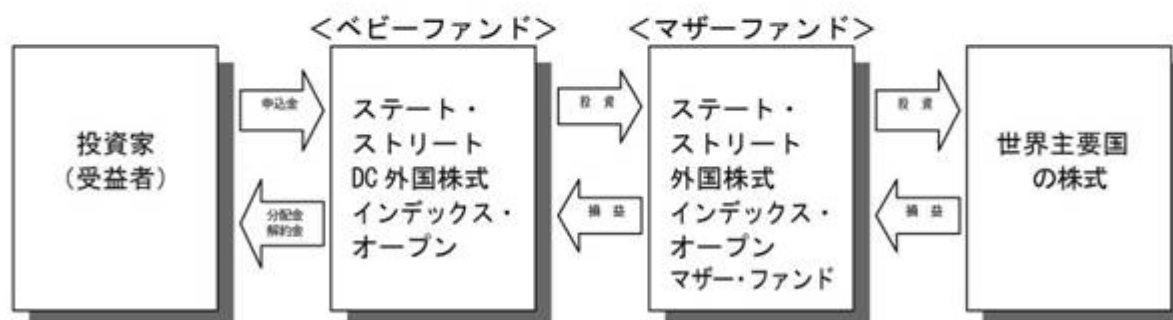 ＜ベビーファンド＞
＜マザーファンド＞
投資家
（受益者）
申込金
分配金
解約金
ステート・
ストリート
DC 外国株式
インデックス・
オープン
投 資
損 益
ステート・
ストリート
外国株式
インデックス・
オープン
マザー・ファンド
投 資
損 益
世界主要国
の株式